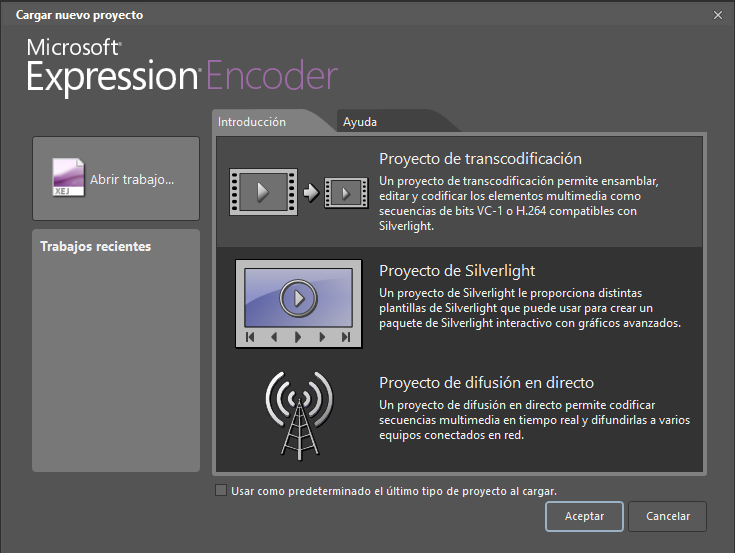 Cargar nuevo proyecto
Microsoft®
Expression® Encoder
Introducción
Ayuda
XEJ
Abrir trabajo...
Trabajos recientes
Proyecto de transcodificación
Un proyecto de transcodificación permite ensamblar,
editar y codificar los elementos multimedia como
secuencias de bits VC-1 o H.264 compatibles con
Silverlight.
Proyecto de Silverlight
Un proyecto de Silverlight le proporciona distintas
plantillas de Silverlight que puede usar para crear un
paquete de Silverlight interactivo con gráficos avanzados.
Proyecto de difusión en directo
Un proyecto de difusión en directo permite codificar
secuencias multimedia en tiempo real y difundirlas a varios
equipos conectados en red.
Usar como predeterminado el último tipo de proyecto al cargar.
Aceptar
Cancelar